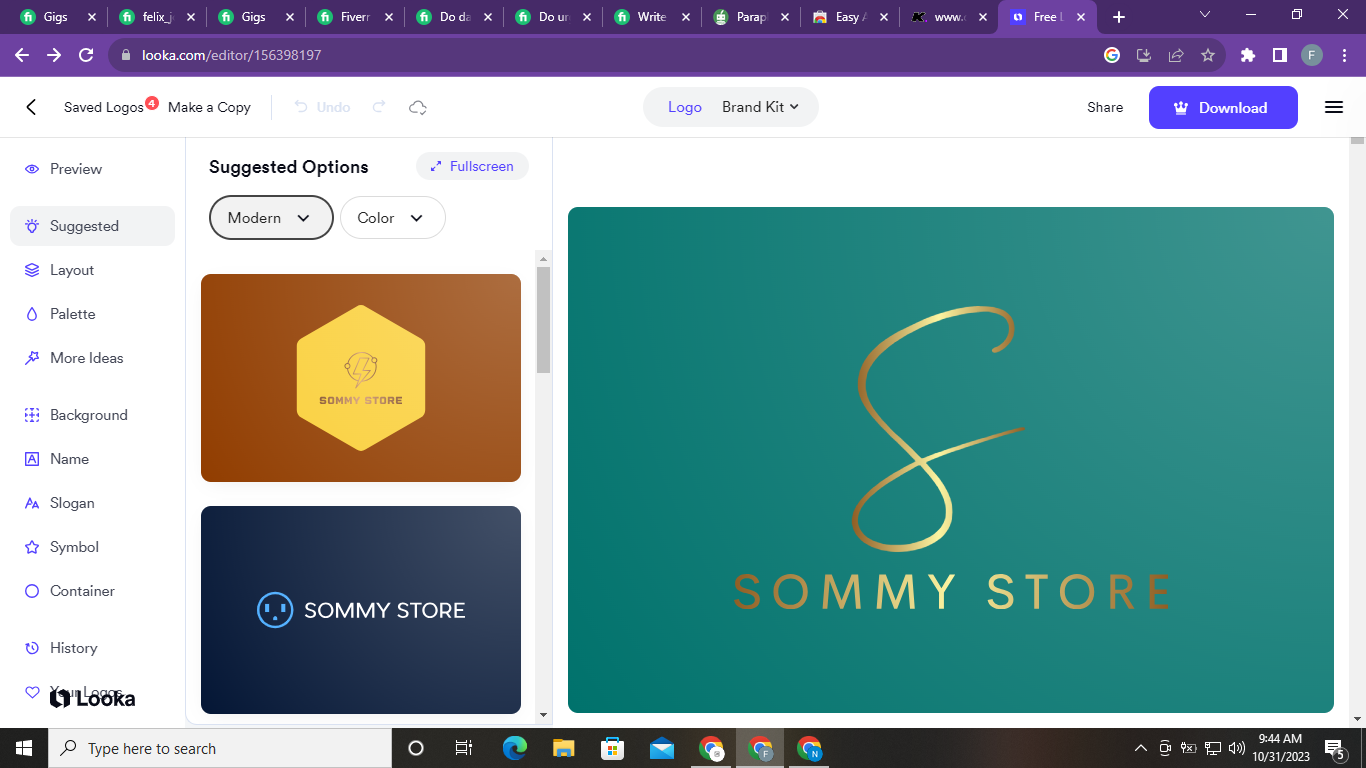 Gigs
felix_j
Gigs
Fiverr
Do da
Do un
Write
Parap
Easy A
www.
Free L
looka.com/editor/156398197
F
Saved Logos 4
Make a Copy
Undo
Logo
Brand Kit
Share
Download
Preview
Suggested
Layout
Palette
More Ideas
Background
Name
Slogan
Symbol
Container
History
Your Logos
Looka
Suggested Options
Fullscreen
Modern
Color
SOMMY STORE
SOMMY STORE
SOMMY STORE
Type here to search
F
N
9:44 AM
10/31/2023
5